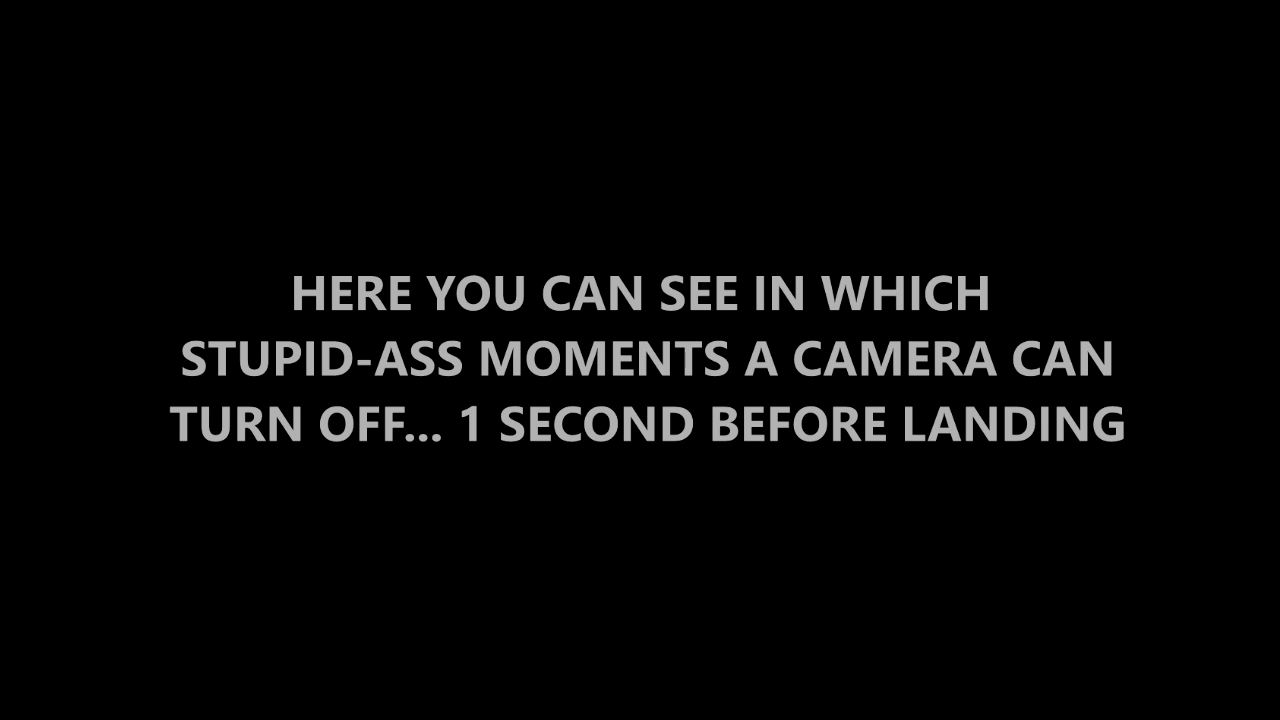 HERE YOU CAN SEE IN WHICH
STUPID-ASS MOMENTS A CAMERA CAN
TURN OFF... 1 SECOND BEFORE LANDING